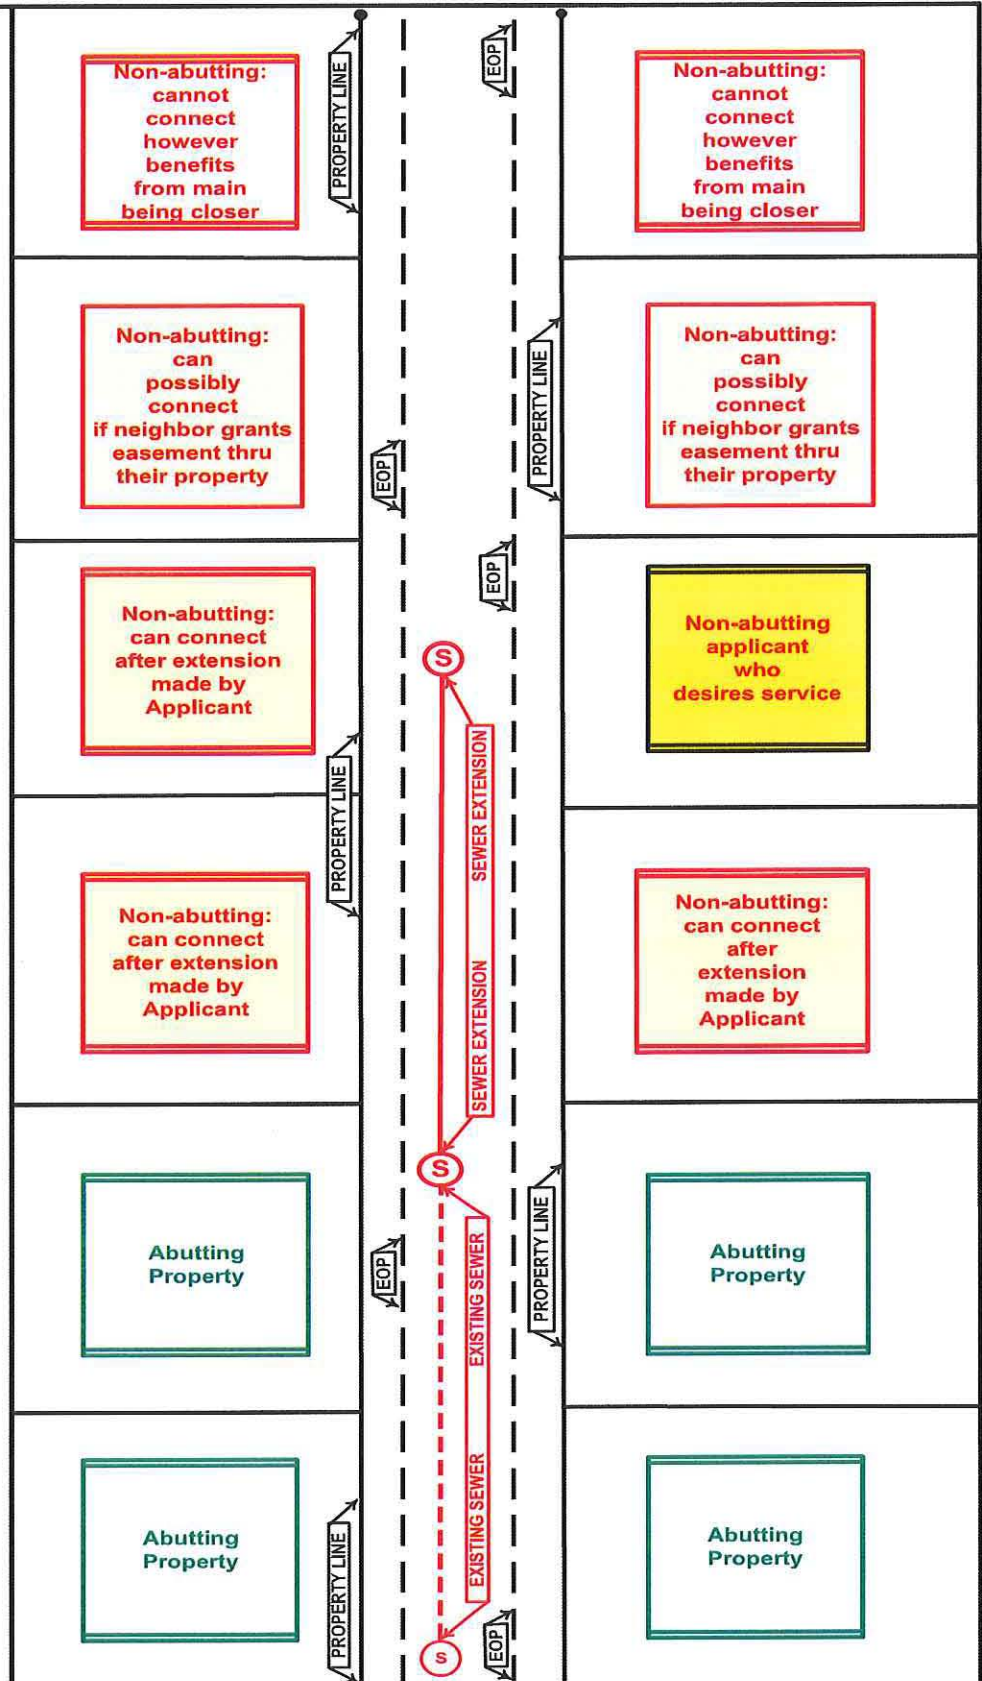 Non-abutting:
cannot
connect
however
benefits
from main
being closer
PROPERTY LINE
EOP
Non-abutting:
cannot
connect
however
benefits
from main
being closer
Non-abutting:
can
possibly
connect
if neighbor grants
easement thru
their property
EOP
PROPERTY LINE
Non-abutting:
can
possibly
connect
if neighbor grants
easement thru
their property
Non-abutting:
can connect
after extension
made by
Applicant
PROPERTY LINE
EOP
S
SEWER EXTENSION
SEWER EXTENSION
Non-abutting
applicant
who
desires service
Non-abutting:
can connect
after extension
made by
Applicant
Non-abutting:
can connect
after
extension
made by
Applicant
S
Abutting
Property
EOP
EXISTING SEWER
EXISTING SEWER
PROPERTY LINE
Abutting
Property
Abutting
Property
PROPERTY LINE
s
EOP
Abutting
Property